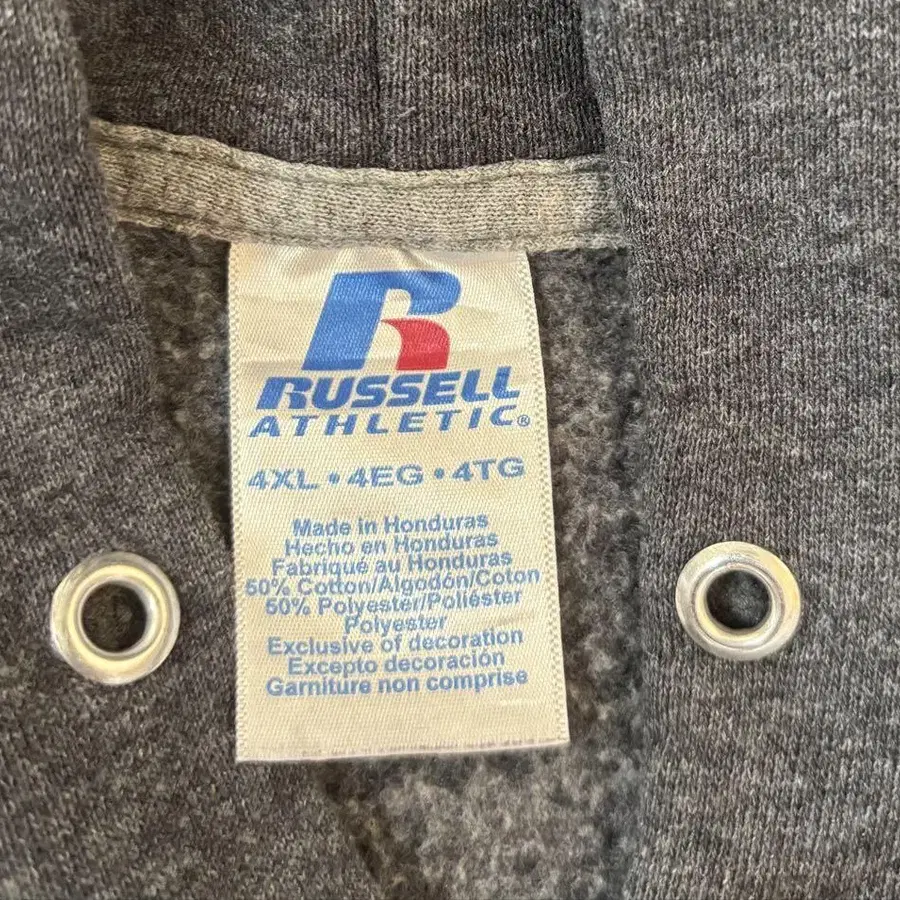 R
RUSSELL
ATHLETIC®
4XL • 4EG • 4TG
Made in Honduras
Hecho en Honduras
Fabriqué au Honduras
50% Cotton/Algodón/Coton
50% Polyester/Poliéster
Polyester
Exclusive of decoration
Excepto decoración
Garniture non comprise